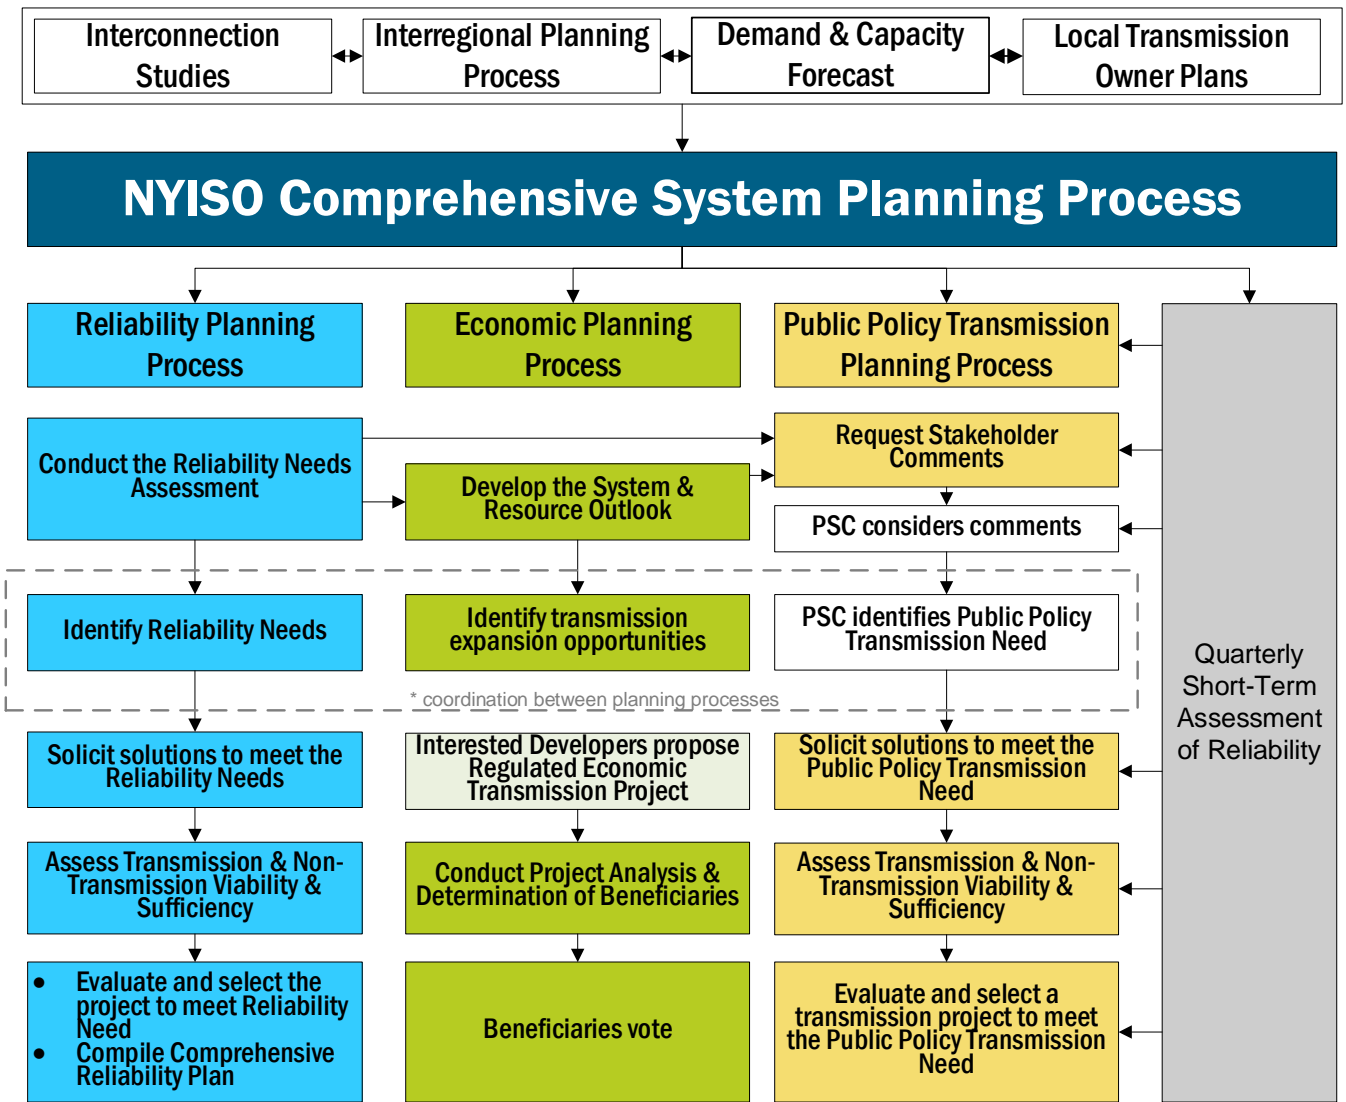 Interconnection
Studies
Interregional Planning
Process
Demand & Capacity
Forecast
Local Transmission
Owner Plans
NYISO Comprehensive System Planning Process
Reliability Planning
Process
Economic Planning
Process
Public Policy Transmission
Planning Process
Conduct the Reliability Needs
Assessment
Develop the System &
Resource Outlook
Request Stakeholder
Comments
PSC considers comments
Identify Reliability Needs
Identify transmission
expansion opportunities
PSC identifies Public Policy
Transmission Need
* coordination between planning processes
Quarterly
Short-Term
Assessment
of Reliability
Solicit solutions to meet the
Reliability Needs
Interested Developers propose
Regulated Economic
Transmission Project
Solicit solutions to meet the
Public Policy Transmission
Need
Assess Transmission & Non-
Transmission Viability &
Sufficiency
Conduct Project Analysis &
Determination of Beneficiaries
Assess Transmission & Non-
Transmission Viability &
Sufficiency
• Evaluate and select the
project to meet Reliability
Need
• Compile Comprehensive
Reliability Plan
Beneficiaries vote
Evaluate and select a
transmission project to meet
the Public Policy Transmission
Need